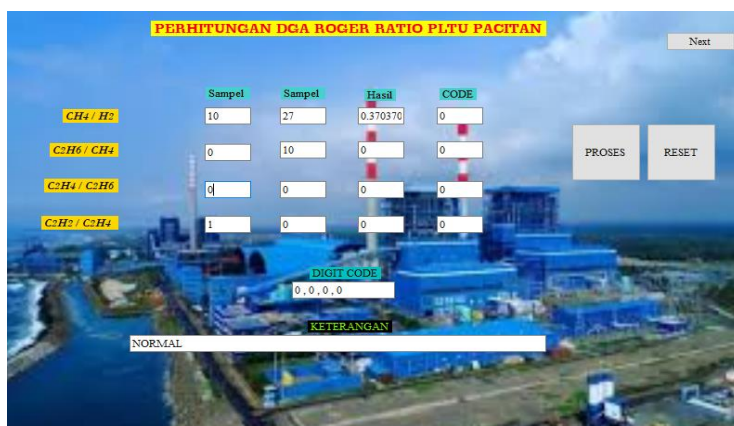 PERHITUNGAN DGA ROGER RATIO PLTU PACITAN
Next
Sampel Sampel Hasil CODE
CH4 / H2 10 27 0.370370 0
C2H6 / CH4 0 10 0 0
PROSES RESET
C2H4 / C2H6 0 0 0 0
C2H2 / C2H4 1 0 0 0
DIGIT CODE
0 , 0 , 0 , 0
KETERANGAN
NORMAL